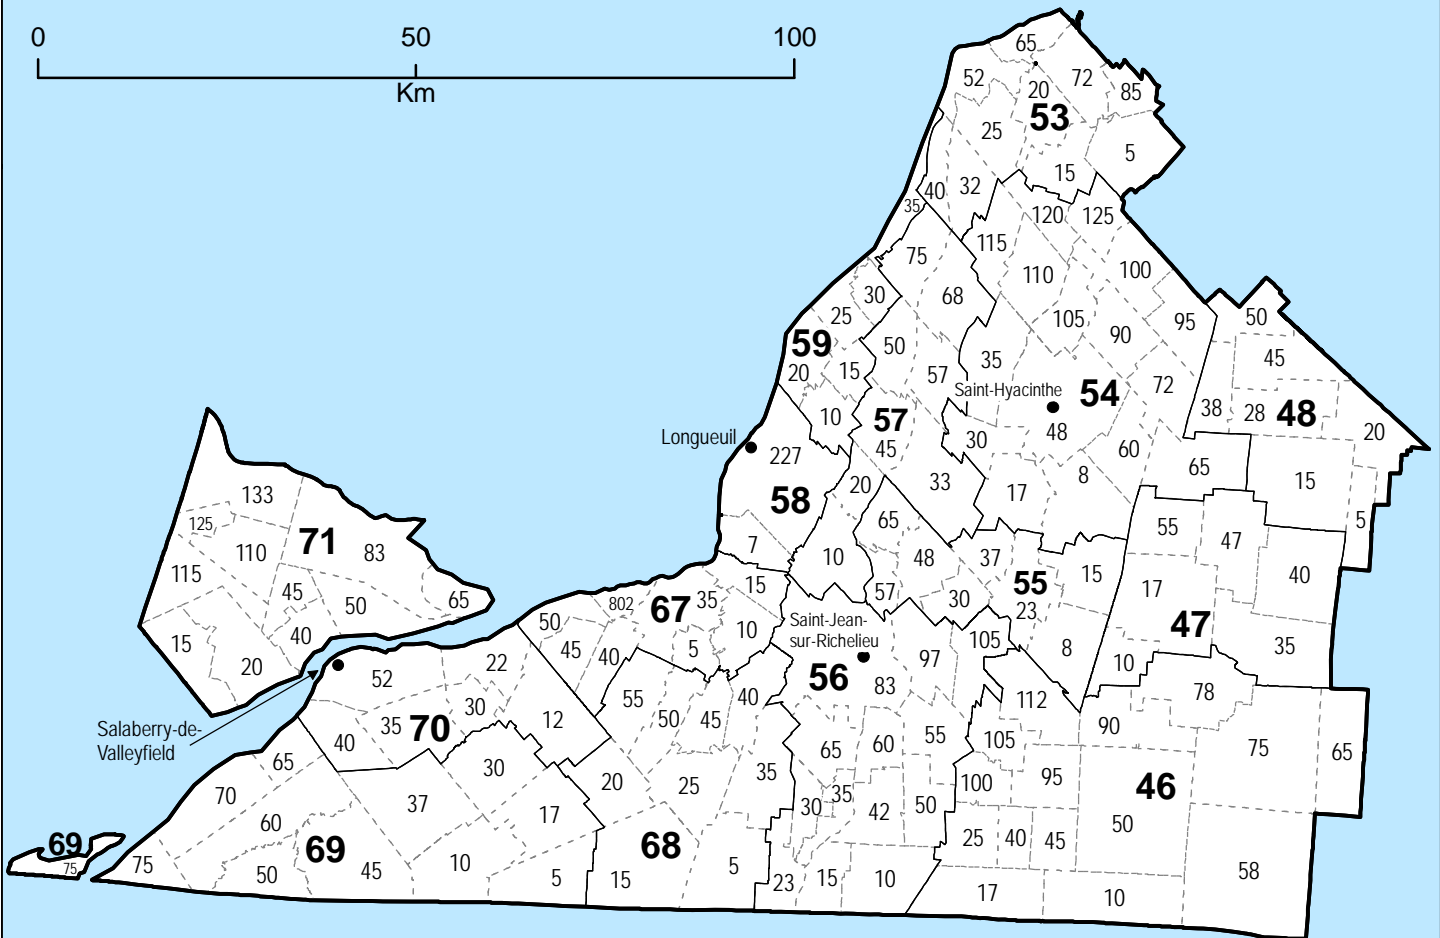 0 50 100
Km
65
52 72
20 85
53
25
5
15
40 32
35
120 125
115
75
110 100
30 68
25 105 95 50
59 50 90 45
35
20 15 57 72
Saint-Hyacinthe 54
10 57 38 28 48
Longueuil 45 30 48 20
227 60
33 8 65 15
58 20 17
65 55 5
7 10 48 37 47
133
125 71
110 83
115 45 50 65
15 40
20
15 55 15 17 40
802 67 35 57 30 23
50 10 Saint-Jean-
sur-Richelieu 105 8 47 35
45 40 5 97 10
22 56 83
52 78
55 40 112
30 50 45 90
Salaberry-de-
Valleyfield
35 70 12 65 60 55 105 75 65
40
65 30 20 25 35 100 95 46
70 37 17 30 35 42 50 50
60
69 69 68 25 40 45
75 75 50 45 10 5 15 5 23 15 10 17 10 58